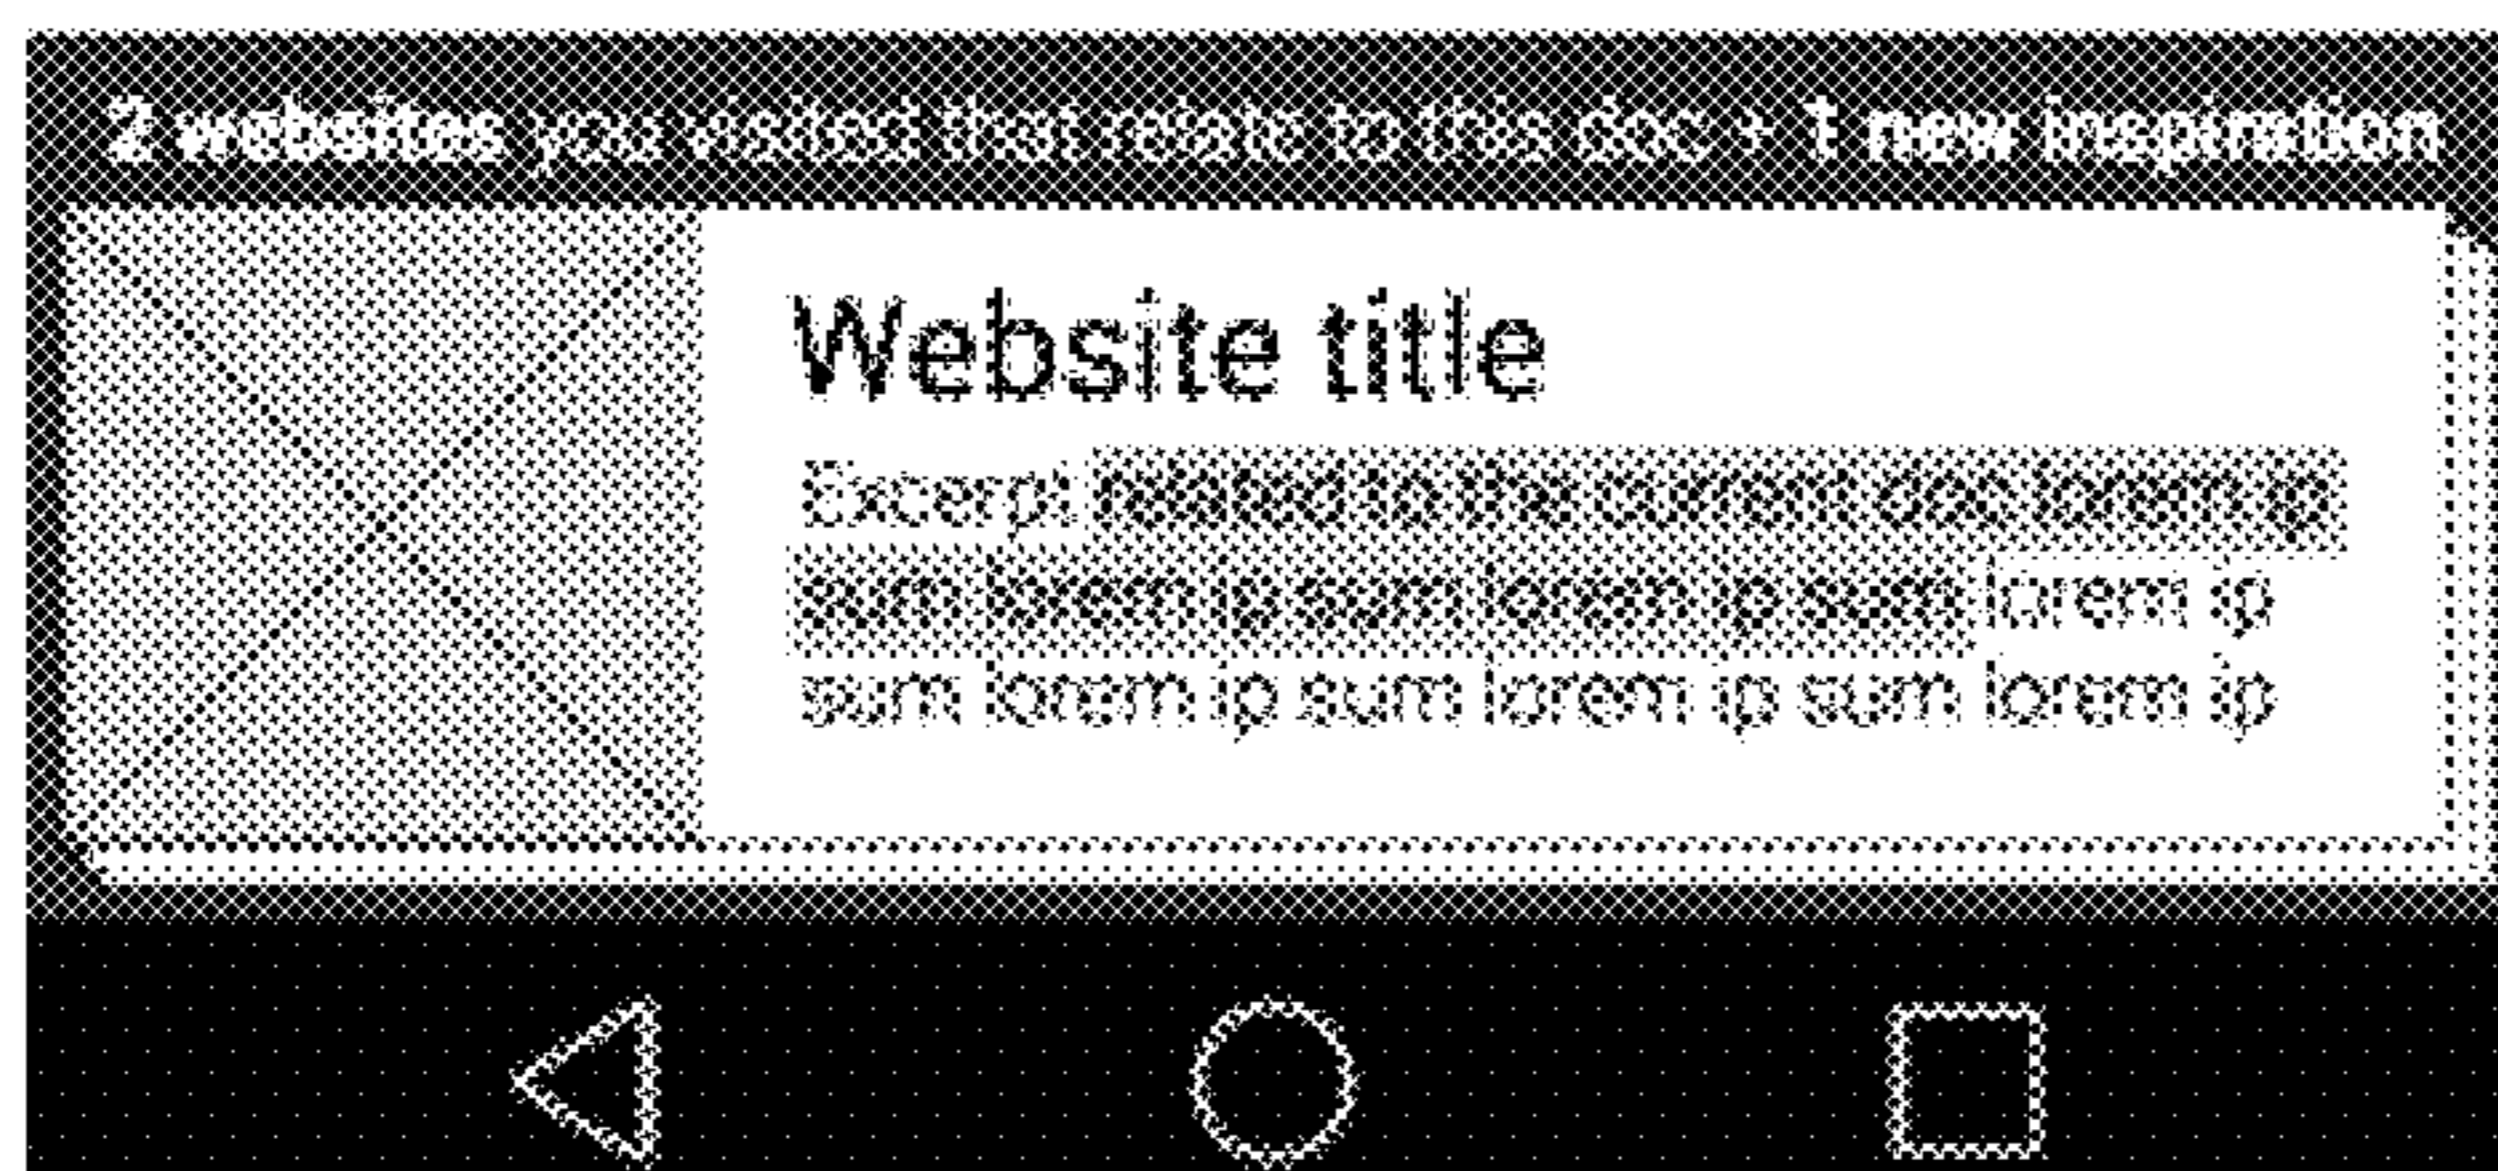 2 websites you visited that relate to this doc + 1 new inspiration
Website title
Excerpt related to the current doc lorem ip
sum lorem ip sum lorem ip sum lorem ip
sum lorem ip sum lorem ip sum lorem ip